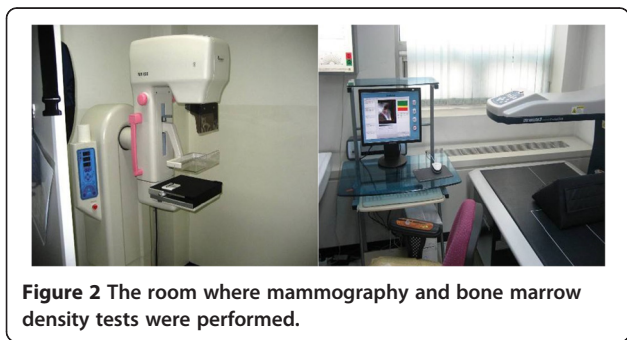 Figure 2 The room where mammography and bone marrow
density tests were performed.